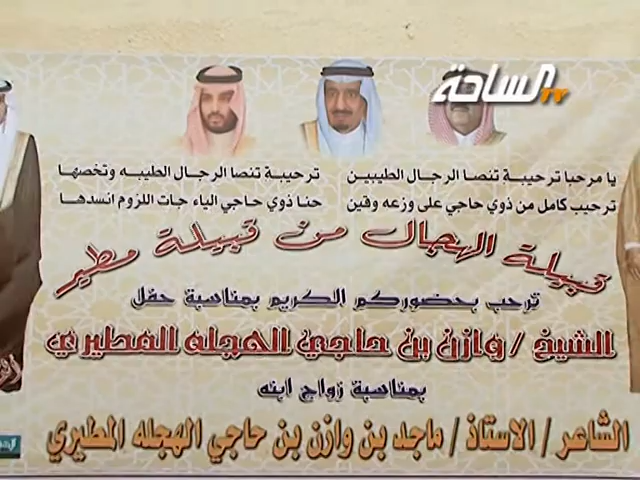 الساحة TV
يا مرحبا ترحيبة تنصا الرجال الطيبين ترحيبة تنصا الرجال الطيبه وتخصها
ترحيب كامل من ذوي حاجي على وزعه وفين حنا ذوي حاجي الياء جات اللزوم انسدها
قبيلة الهجال من قبيلة مطير
ترحب بحضوركم الكريم بمناسبة حفل
الشيخ / وازن بن حاجي الهجله المطيري
بمناسبة زواج ابنه
الشاعر / الاستاذ / ماجد بن وازن بن حاجي الهجله المطيري